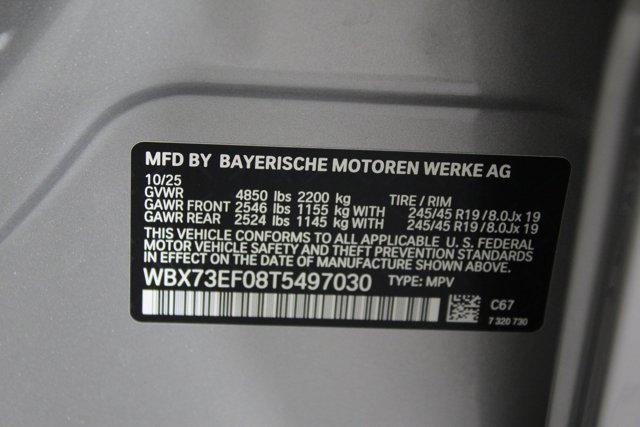 MFD BY BAYERISCHE MOTOREN WERKE AG
10/25
GVWR 4850 lbs 2200 kg TIRE / RIM
GAWR FRONT 2546 lbs 1155 kg WITH 245/45 R19 / 8.0Jx 19
GAWR REAR 2524 lbs 1145 kg WITH 245/45 R19 / 8.0Jx 19
THIS VEHICLE CONFORMS TO ALL APPLICABLE U. S. FEDERAL
MOTOR VEHICLE SAFETY AND THEFT PREVENTION STANDARDS
IN EFFECT ON THE DATE OF MANUFACTURE SHOWN ABOVE.
WBX73EF08T5497030 TYPE: MPV
C67
7 320 730